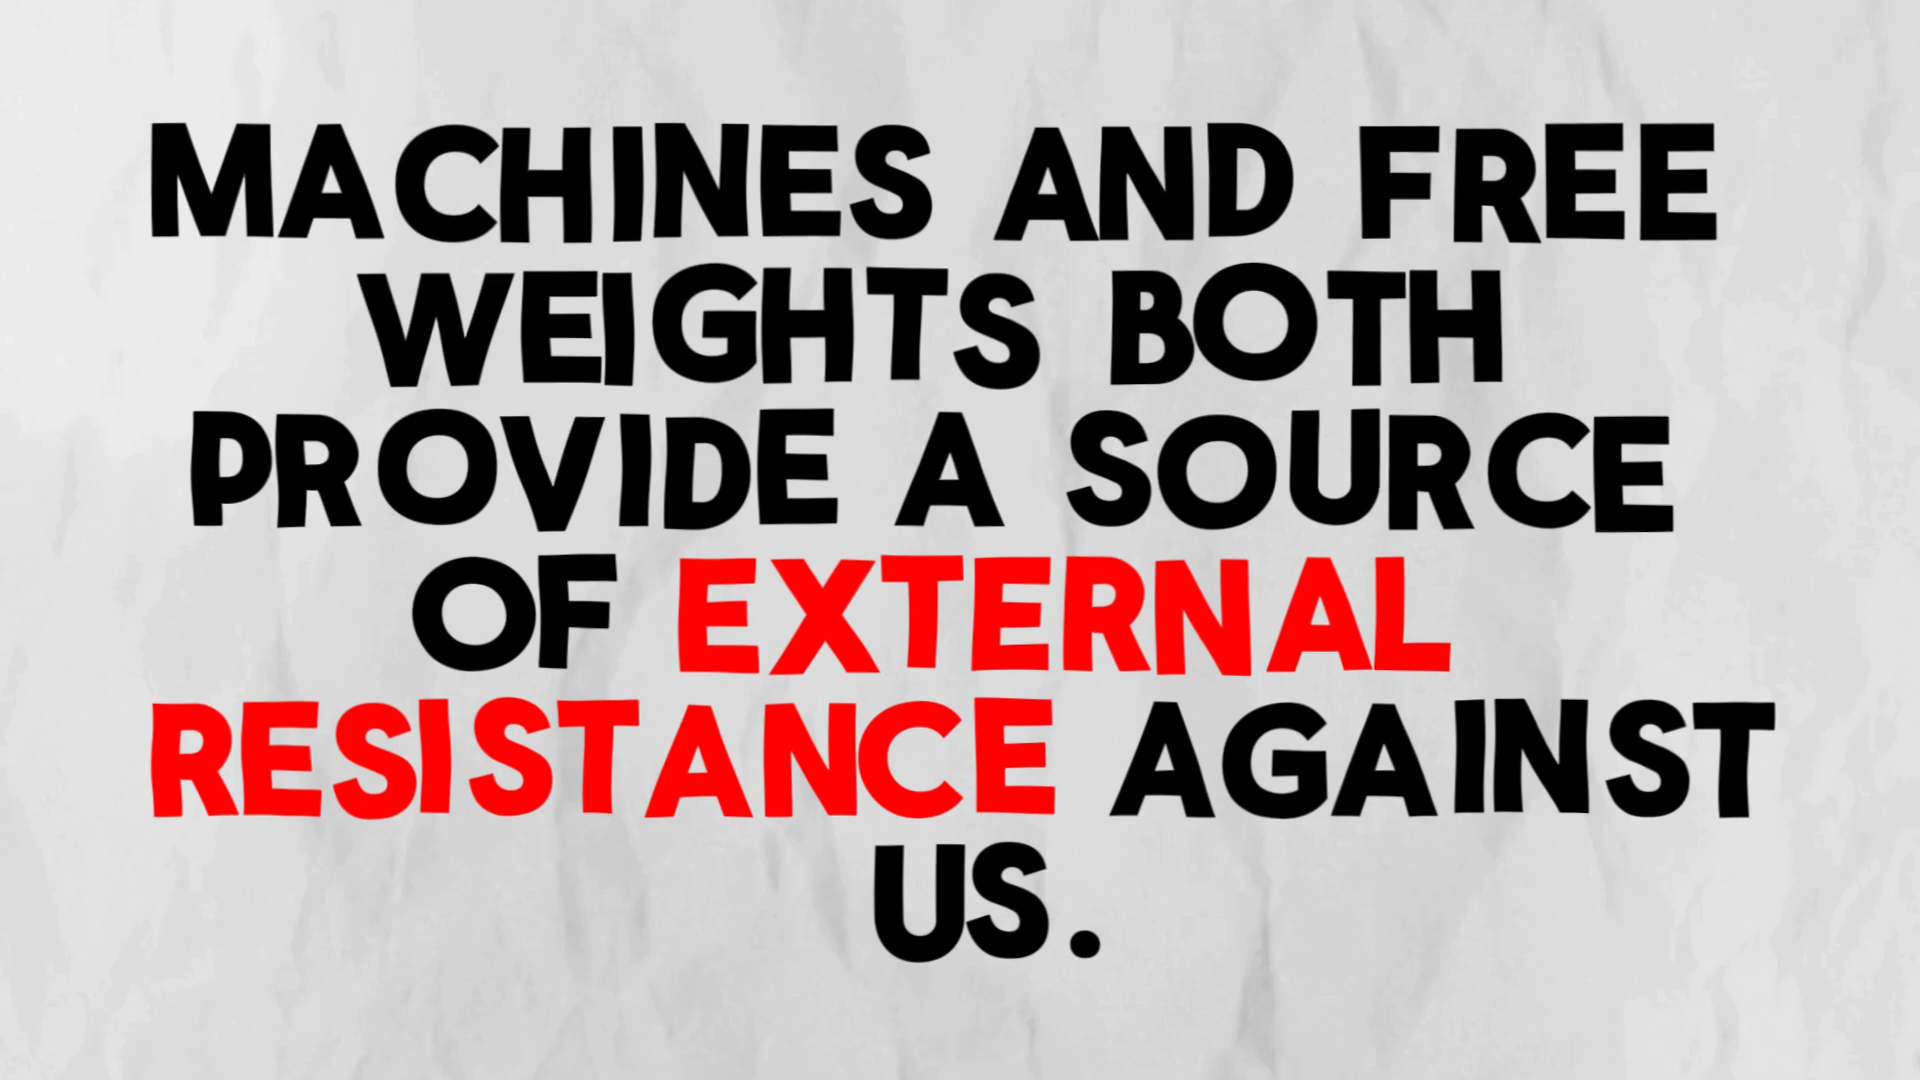 MACHINES AND FREE
WEIGHTS BOTH
PROVIDE A SOURCE
OF EXTERNAL
RESISTANCE AGAINST
US.